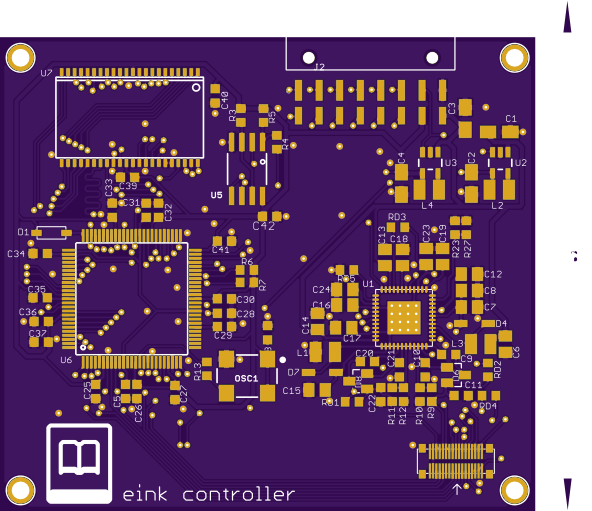 J2
U7
C40
R3
R5
R4
C3
C1
C4
U3
C2
U2
C33
C39
U5
L4
L2
C31
C32
C42
RD3
D1
C41
C13
C18
C23
C29
R23
R27
C34
R6
R7
U1
C12
C24
C8
C35
C30
C16
C7
C36
C28
C14
C17
D4
C37
C29
L3
C6
U6
L1
C20
C21
C10
C9
R13
OSC1
D7
RD2
C25
C5
C26
C27
C15
RD1
C22
R11
R12
R10
R9
C11
RD4
eink controller